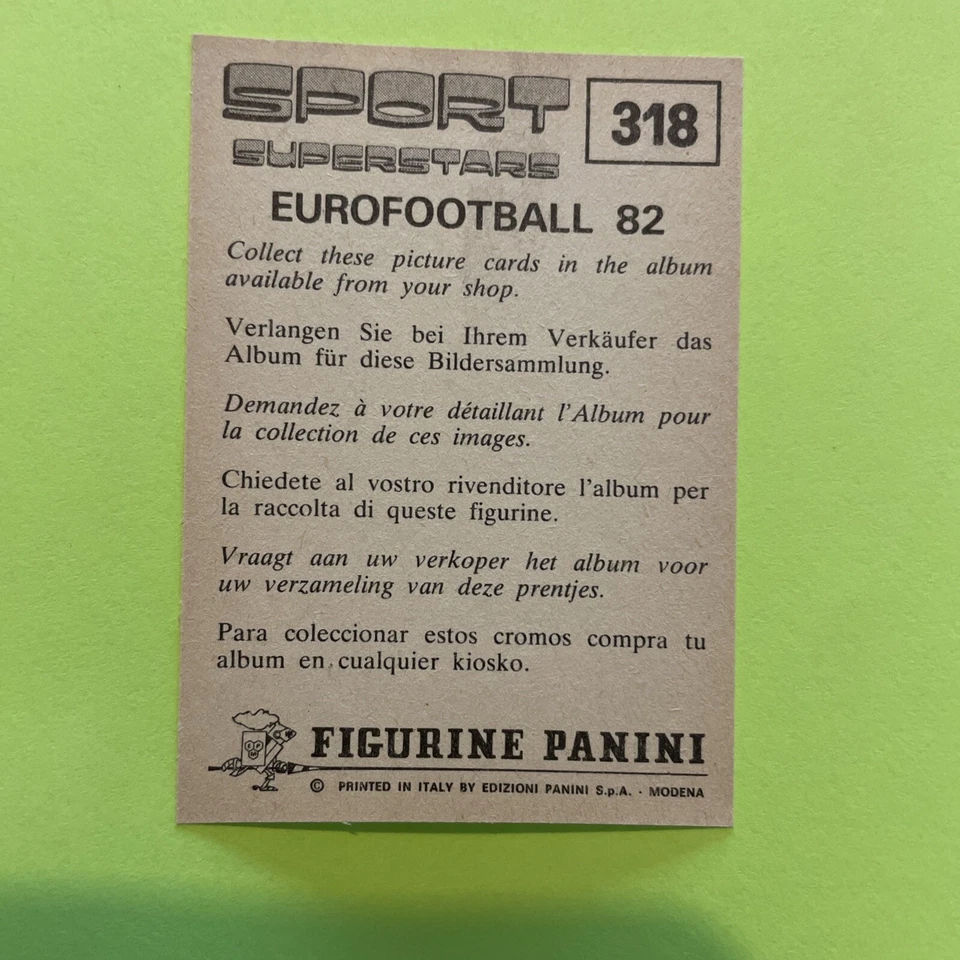 SPORT
SUPERSTARS
318
EUROFOOTBALL 82
Collect these picture cards in the album
available from your shop.
Verlangen Sie bei Ihrem Verkäufer das
Album für diese Bildersammlung.
Demandez à votre détaillant l'Album pour
la collection de ces images.
Chiedete al vostro rivenditore l'album per
la raccolta di queste figurine.
Vraagt aan uw verkoper het album voor
uw verzameling van deze prentjes.
Para coleccionar estos cromos compra tu
album en cualquier kiosko.
FIGURINE PANINI
© PRINTED IN ITALY BY EDIZIONI PANINI S.p.A. - MODENA